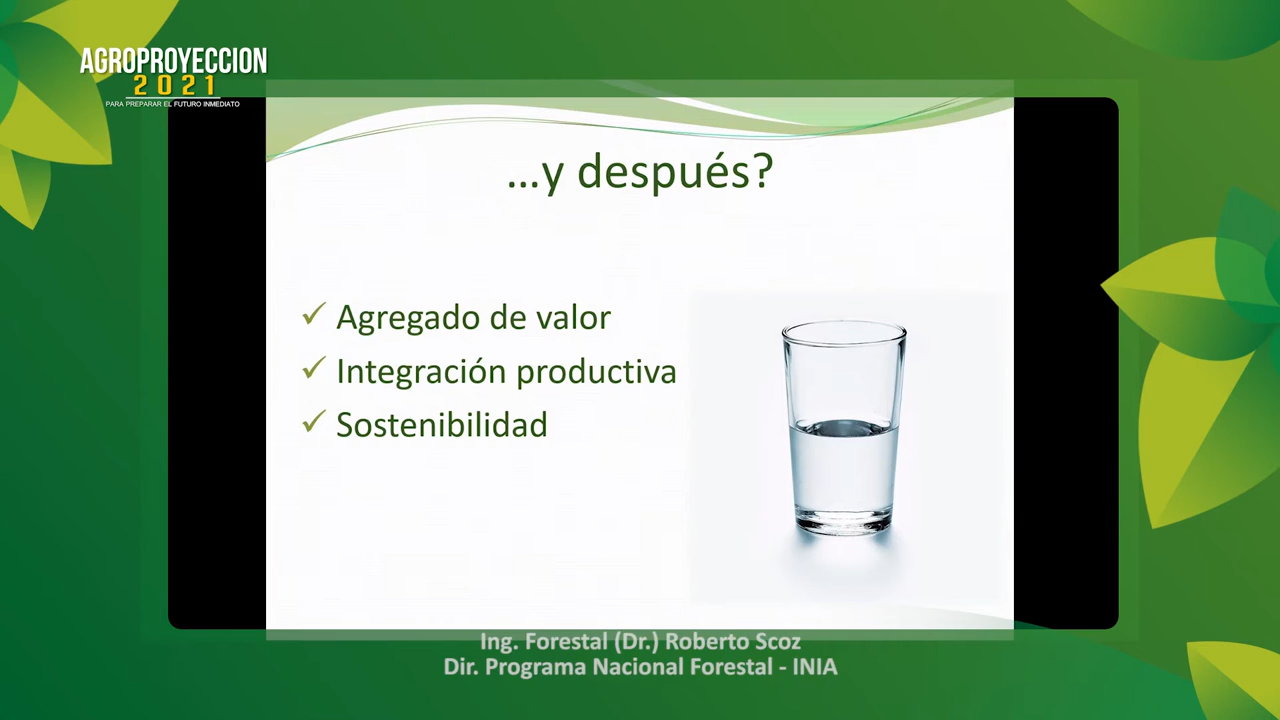 AGROPROYECCION
2021
PARA PREPARAR EL FUTURO INMEDIATO
...y después?
✓ Agregado de valor
✓ Integración productiva
✓ Sostenibilidad
Ing. Forestal (Dr.) Roberto Scoz
Dir. Programa Nacional Forestal - INIA